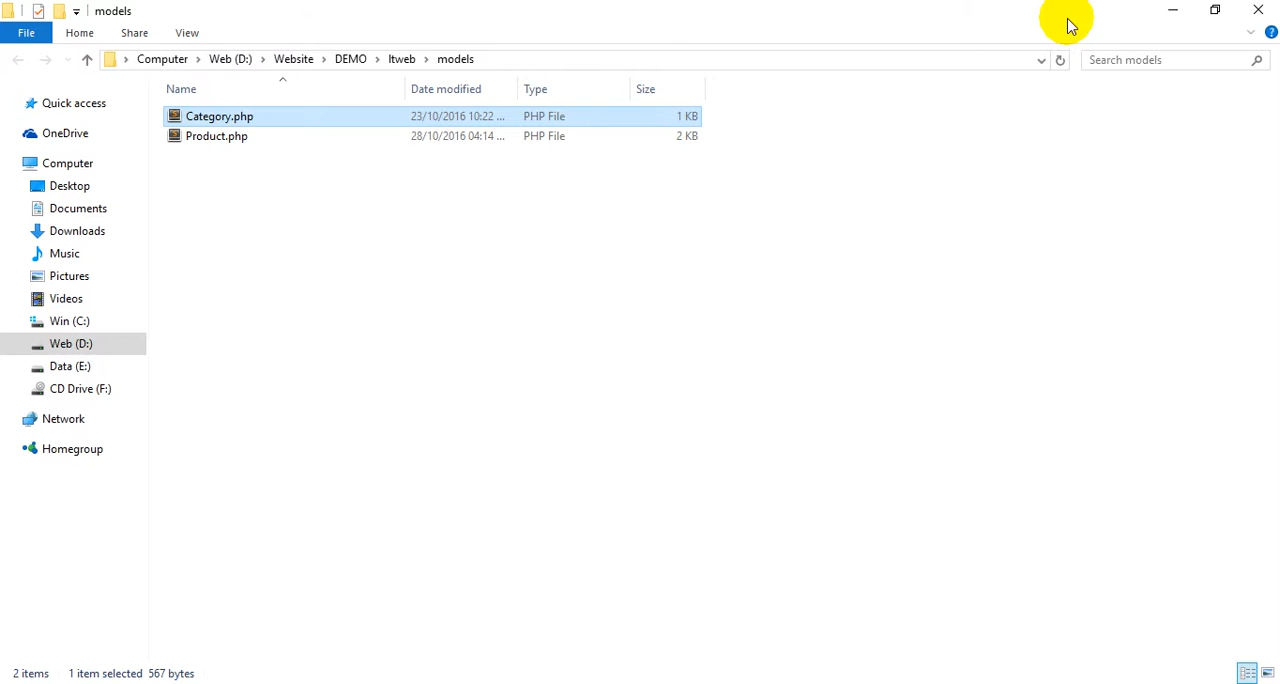 models
File Home Share View
Computer Web (D:) Website DEMO ltweb models
Search models
Name Date modified Type Size
Category.php 23/10/2016 10:22 ... PHP File 1 KB
Product.php 28/10/2016 04:14 ... PHP File 2 KB
Quick access
OneDrive
Computer
Desktop
Documents
Downloads
Music
Pictures
Videos
Win (C:)
Web (D:)
Data (E:)
CD Drive (F:)
Network
Homegroup
2 items 1 item selected 567 bytes